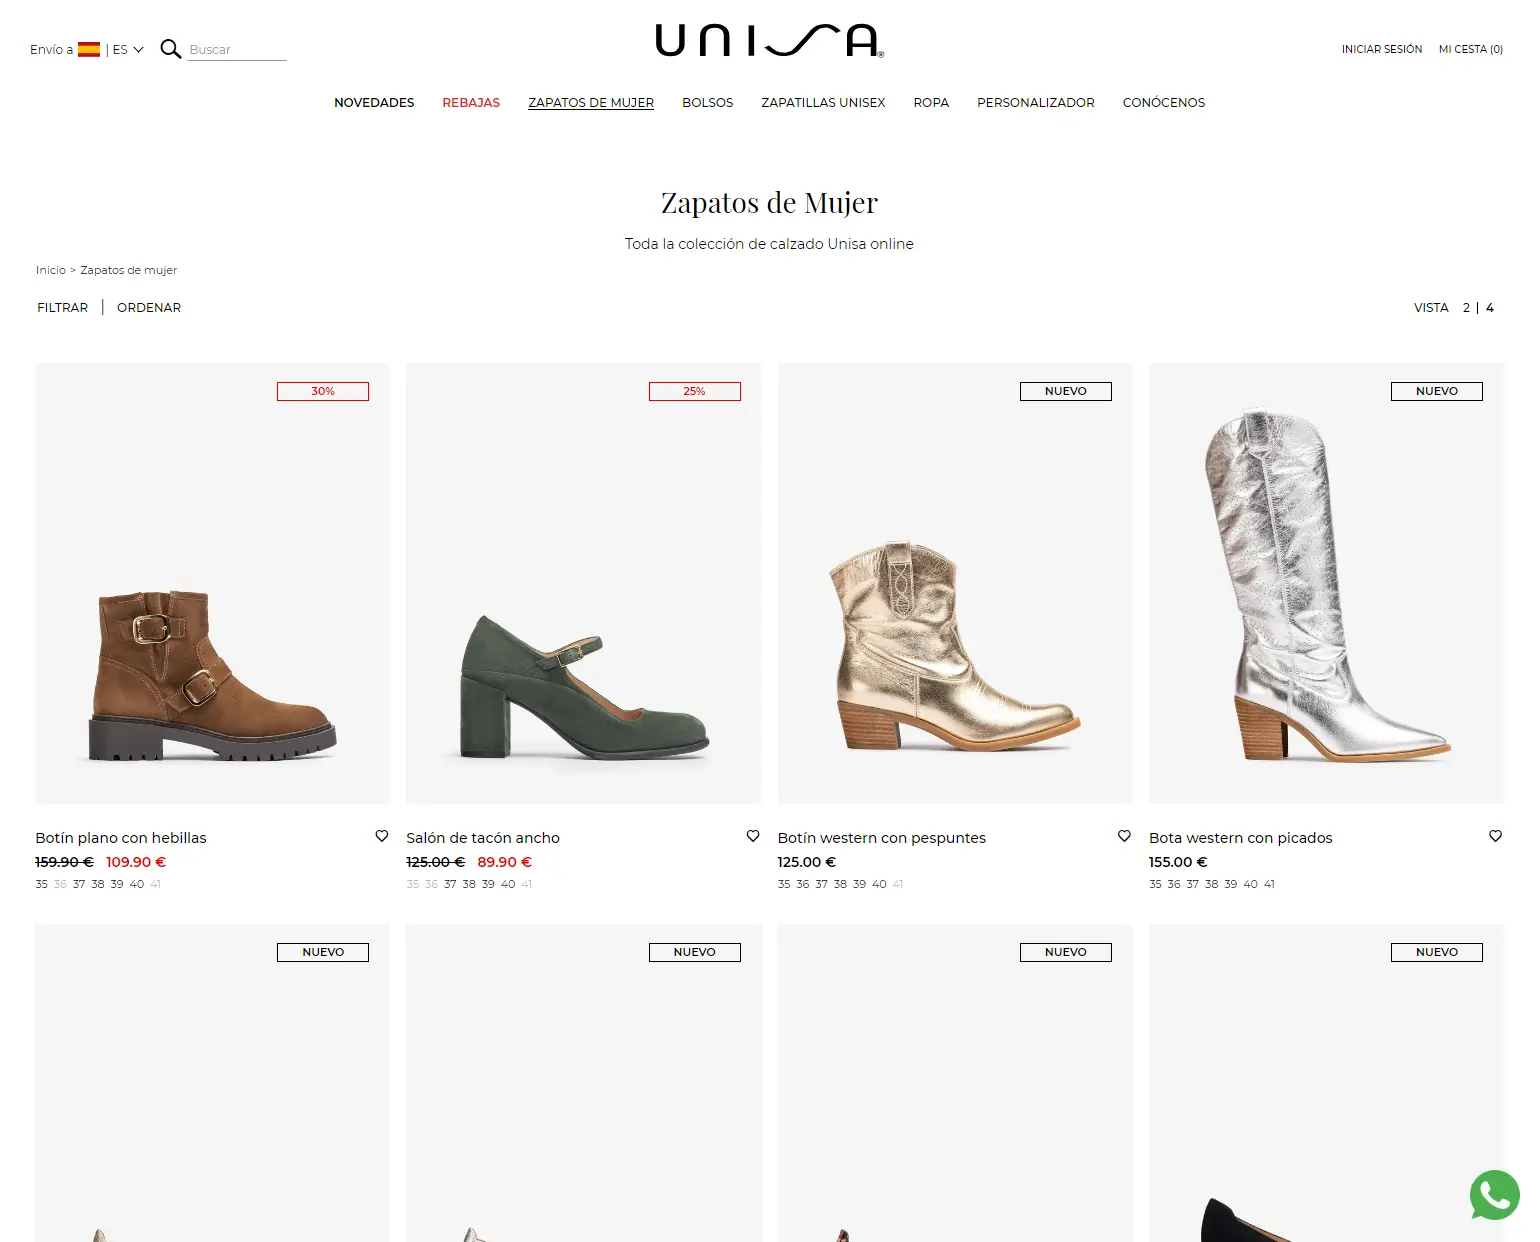 Envío a | ES
Buscar
UNISA®
INICIAR SESIÓN MI CESTA (0)
NOVEDADES REBAJAS ZAPATOS DE MUJER BOLSOS ZAPATILLAS UNISEX ROPA PERSONALIZADOR CONÓCENOS
Zapatos de Mujer
Toda la colección de calzado Unisa online
Inicio > Zapatos de mujer
FILTRAR | ORDENAR
VISTA 2 | 4
30%
25%
NUEVO
NUEVO
Botín plano con hebillas
159.90 € 109.90 €
35 36 37 38 39 40 41
Salón de tacón ancho
125.00 € 89.90 €
35 36 37 38 39 40 41
Botín western con pespuntes
125.00 €
35 36 37 38 39 40 41
Bota western con picados
155.00 €
35 36 37 38 39 40 41
NUEVO
NUEVO
NUEVO
NUEVO